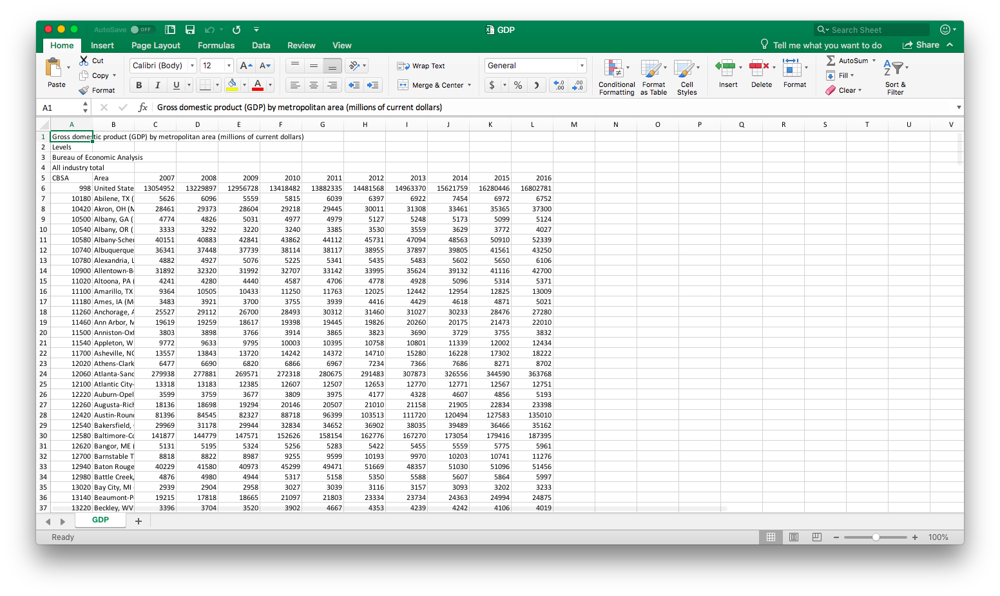 AutoSave OFF GDP Search Sheet
Home Insert Page Layout Formulas Data Review View Tell me what you want to do Share
Paste Cut Copy Format
Calibri (Body) 12 A A
B I U A
Wrap Text
Merge & Center
General
$ %
Conditional Formatting Format as Table Cell Styles Insert Delete Format
AutoSum Fill Clear Sort & Filter
A1 fx Gross domestic product (GDP) by metropolitan area (millions of current dollars)
A B C D E F G H I J K L M N O P Q R S T U V
1 Gross domestic product (GDP) by metropolitan area (millions of current dollars)
2 Levels
3 Bureau of Economic Analysis
4 All industry total
5 CBSA Area 2007 2008 2009 2010 2011 2012 2013 2014 2015 2016
6 998 United State 13054952 13229897 12956728 13418482 13882335 14481568 14963370 15621759 16280446 16802781
7 10180 Abilene, TX ( 5626 6096 5559 5815 6039 6397 6922 7454 6972 6752
8 10420 Akron, OH (M 28461 29373 28604 29218 29445 30011 31308 33461 35365 37300
9 10500 Albany, GA ( 4774 4826 5031 4977 4979 5127 5248 5173 5099 5124
10 10540 Albany, OR ( 3333 3292 3220 3240 3385 3530 3559 3629 3772 4027
11 10580 Albany-Schen 40151 40883 42841 43862 44112 45731 47094 48563 50910 52339
12 10740 Albuquerque 36341 37448 37739 38114 38117 38955 37897 39805 41561 43250
13 10780 Alexandria, L 4882 4927 5076 5225 5341 5435 5483 5602 5650 6106
14 10900 Allentown-B 31892 32320 31992 32707 33142 33995 35624 39132 41116 42700
15 11020 Altoona, PA ( 4241 4280 4440 4587 4706 4778 4928 5096 5314 5371
16 11100 Amarillo, TX 9364 10505 10433 11250 11763 12025 12442 12954 12825 13009
17 11180 Ames, IA (M 3483 3921 3700 3755 3939 4416 4429 4618 4871 5021
18 11260 Anchorage, A 25527 29112 26700 28493 30312 31460 31027 30233 28476 27280
19 11460 Ann Arbor, M 19619 19259 18617 19398 19445 19826 20260 20175 21473 22010
20 11500 Anniston-Oxf 3803 3898 3766 3914 3865 3823 3690 3729 3755 3832
21 11540 Appleton, W 9772 9633 9795 10003 10395 10758 10801 11339 12002 12434
22 11700 Asheville, NC 13557 13843 13720 14242 14372 14710 15280 16228 17302 18222
23 12020 Athens-Clark 6477 6690 6820 6866 6967 7234 7366 7686 8271 8702
24 12060 Atlanta-Sand 279938 277881 269571 272318 280675 291483 307873 326556 344590 363768
25 12100 Atlantic City- 13318 13183 12385 12607 12507 12653 12770 12771 12567 12751
26 12220 Auburn-Opel 3599 3759 3677 3809 3975 4177 4328 4607 4856 5193
27 12260 Augusta-Rich 18136 18698 19294 20146 20507 21010 21158 21905 22834 23398
28 12420 Austin-Round 81396 84545 82327 88718 96399 103513 111720 120494 127583 135010
29 12540 Bakersfield, 29969 31178 29944 32834 34652 36902 38035 39489 36466 35162
30 12580 Baltimore-Co 141877 144779 147571 152626 158154 162776 167270 173054 179416 187395
31 12620 Bangor, ME ( 5131 5195 5324 5256 5283 5422 5455 5559 5775 5961
32 12700 Barnstable T 8818 8822 8987 9255 9599 10193 9970 10203 10741 11276
33 12940 Baton Rouge 40229 41580 40973 45299 49471 51669 48357 51030 51096 51456
34 12980 Battle Creek, 4876 4980 4944 5317 5158 5350 5588 5607 5864 5997
35 13020 Bay City, MI 2939 2904 2958 3027 3039 3116 3157 3093 3202 3233
36 13140 Beaumont-P 19215 17818 18665 21097 21803 23334 23734 24363 24994 24875
37 13220 Beckley, WV 3396 3704 3520 3902 4667 4353 4239 4242 4106 4019
GDP
Ready 100%